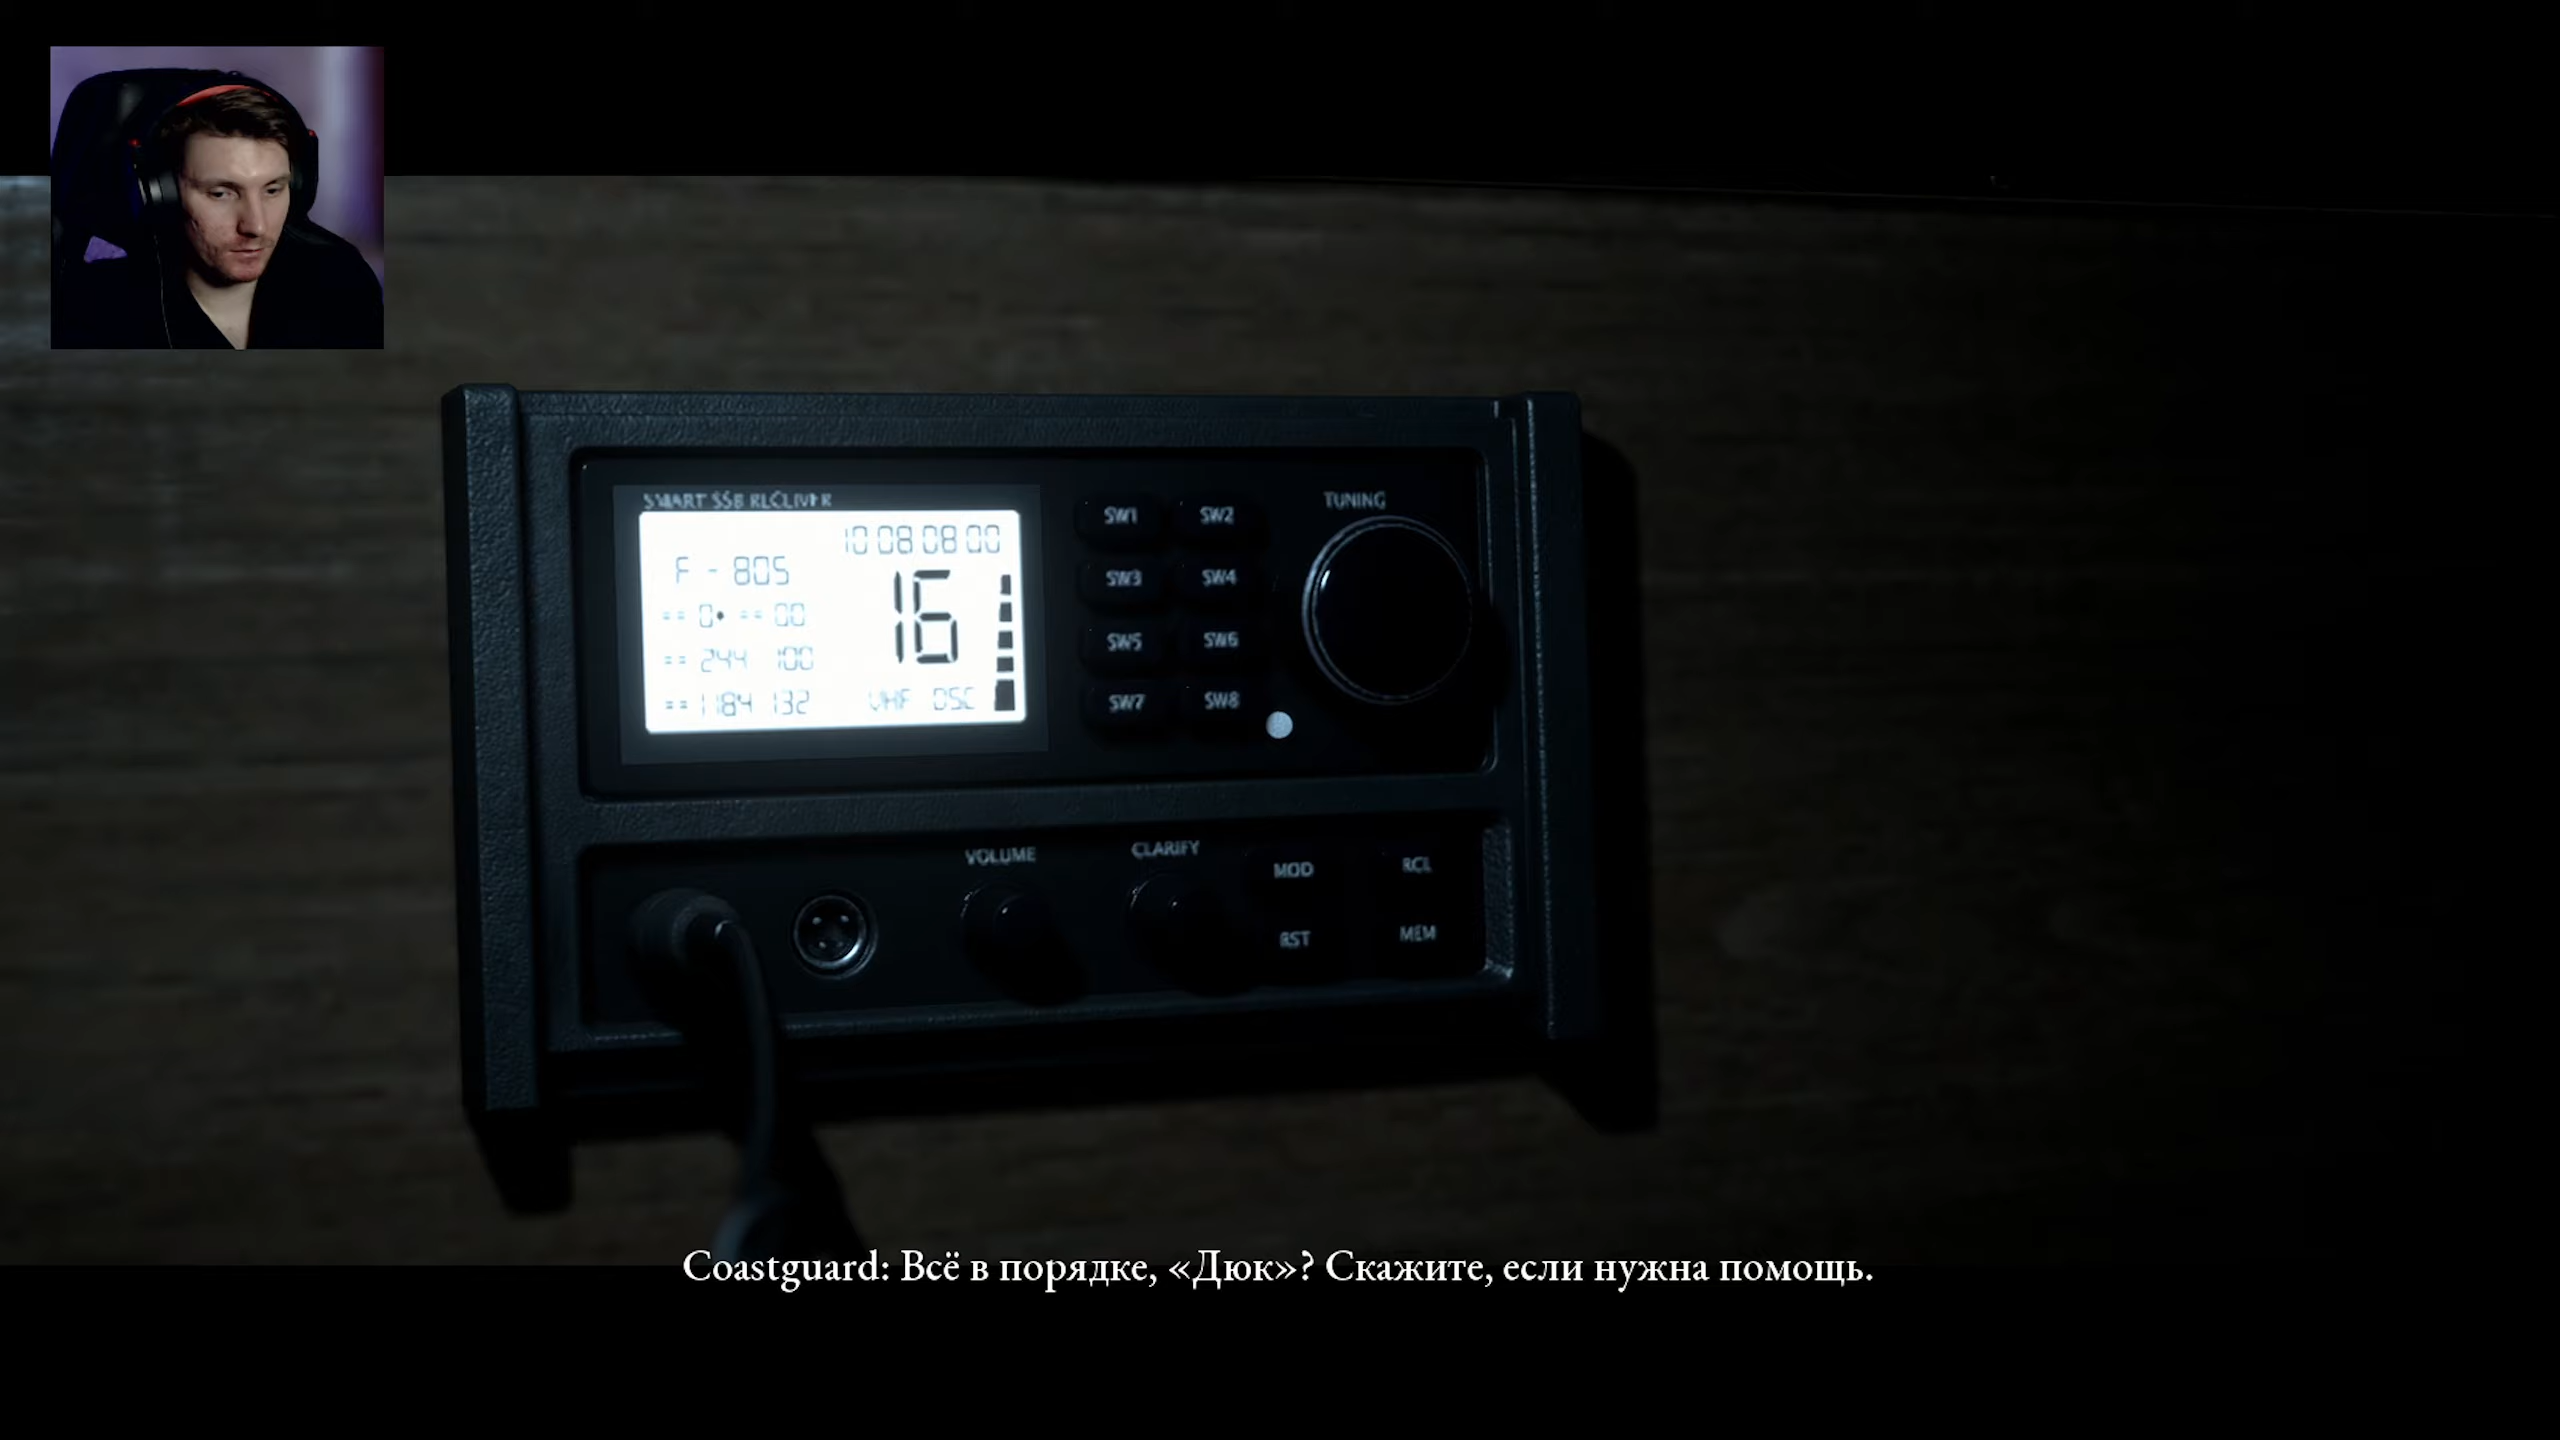 SMART SSB RECEIVER
10 08 08 00
F - 805
16
== 0 == 00
== 244 100
== 1184 132
VHF DSC
SW1 SW2
SW3 SW4
SW5 SW6
SW7 SW8
TUNING
VOLUME
CLARIFY
MOD RCL
RST MEM
Coastguard: Всё в порядке, «Дюк»? Скажите, если нужна помощь.